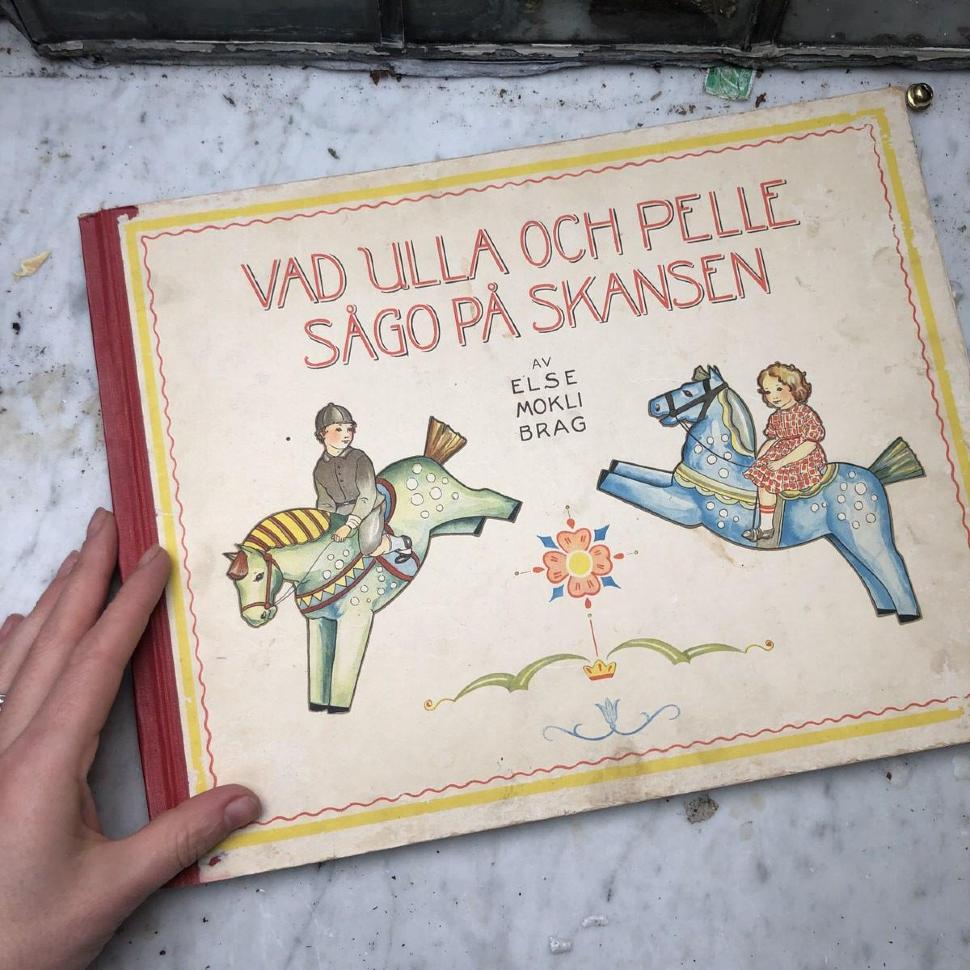 VAD ULLA OCH PELLE
SÅGO PÅ SKANSEN
AV
ELSE
MOKLI
BRAG